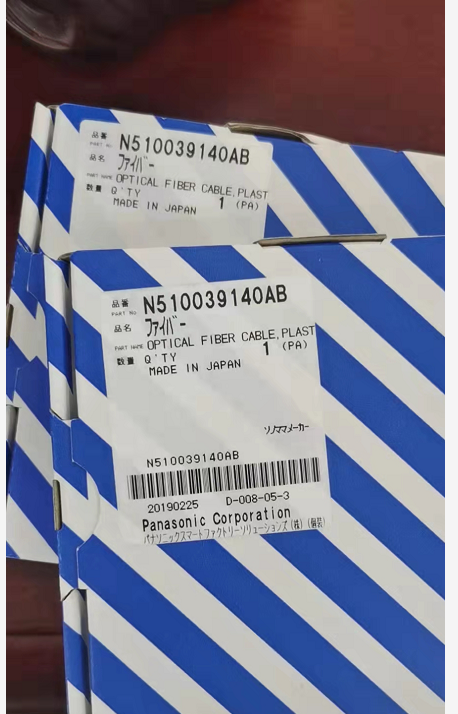 品番 N510039140AB
PART NO.
品名 ファイバー
PART NAME OPTICAL FIBER CABLE,PLAST
数量 Q'TY 1 (PA)
MADE IN JAPAN
品番 N510039140AB
PART NO.
品名 ファイバー
PART NAME OPTICAL FIBER CABLE,PLAST
数量 Q'TY 1 (PA)
MADE IN JAPAN
ソノママメーカー
N510039140AB
20190225 D-008-05-3
Panasonic Corporation
パナソニックスマートファクトリーソリューションズ(株) (個装)